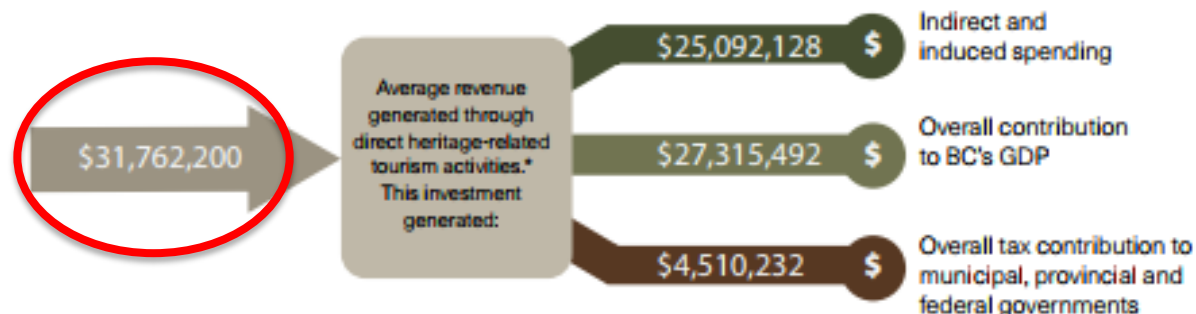 $31,762,200
Average revenue
generated through
direct heritage-related
tourism activities.*
This investment
generated:
$25,092,128 $
Indirect and
induced spending
$27,315,492 $
Overall contribution
to BC's GDP
$4,510,232 $
Overall tax contribution to
municipal, provincial and
federal governments